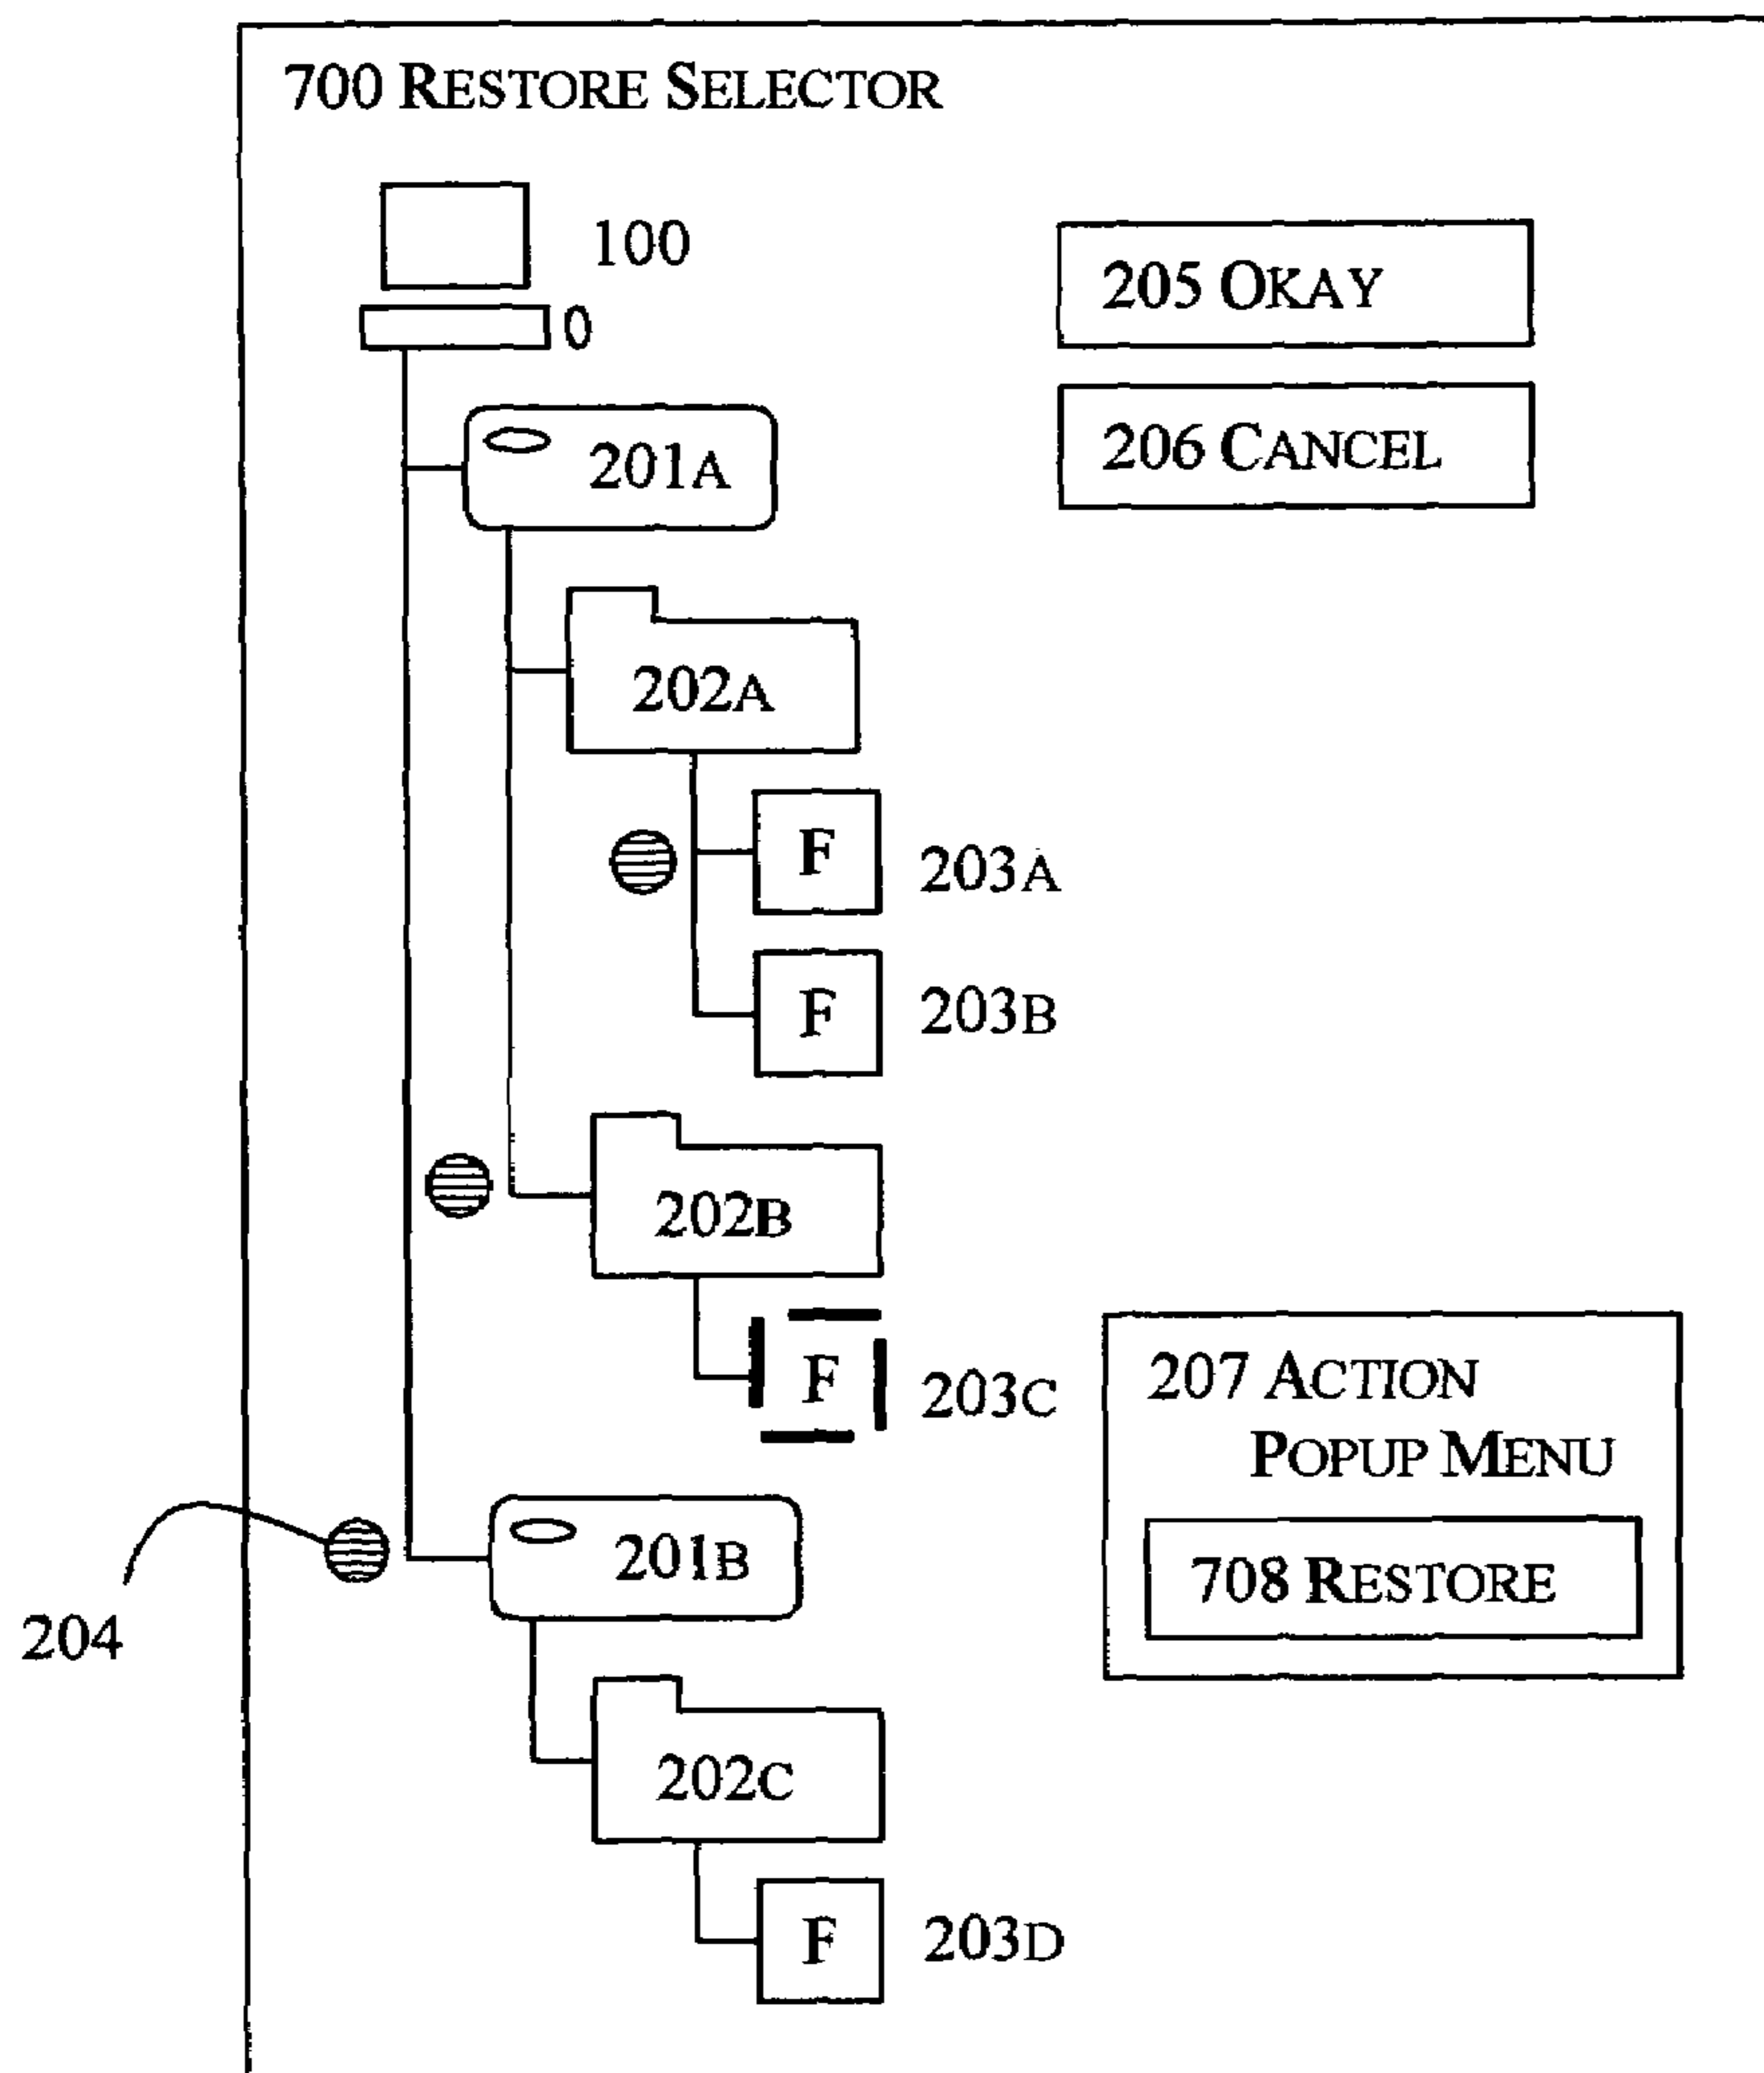 700 RESTORE SELECTOR
100
0
205 OKAY
206 CANCEL
201A
202A
F
203A
F
203B
202B
F
203C
207 ACTION
POPUP MENU
708 RESTORE
201B
204
202C
F
203D